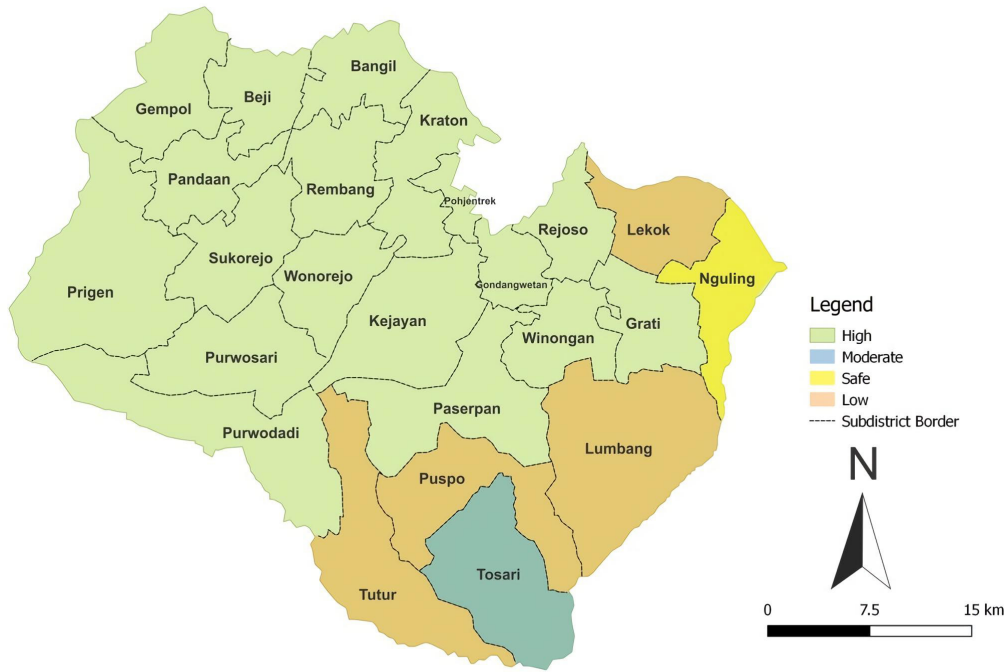 Bangil
Beji
Gempol
Kraton
Pandaan
Rembang
Pohjentrek
Rejoso
Lekok
Sukorejo
Wonorejo
Nguling
Gondangwetan
Prigen
Kejayan
Winongan
Grati
Purwosari
Paserpan
Purwodadi
Lumbang
Puspo
Tosari
Tutur
Legend
High
Moderate
Safe
Low
Subdistrict Border
N
0 7.5 15 km